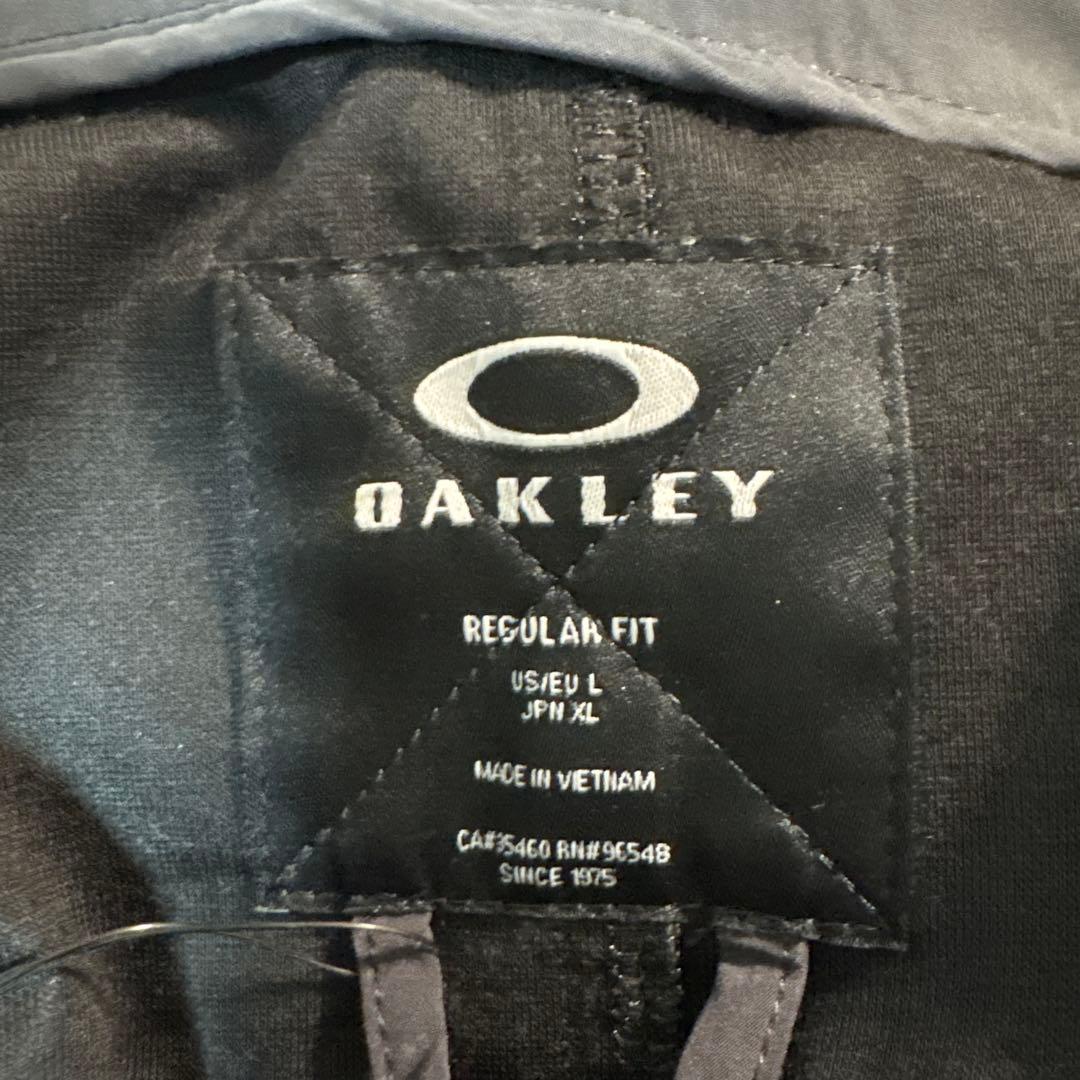 OAKLEY
REGULAR FIT
US/EU L
JPN XL
MADE IN VIETNAM
CA#35460 RN#96548
SINCE 1975